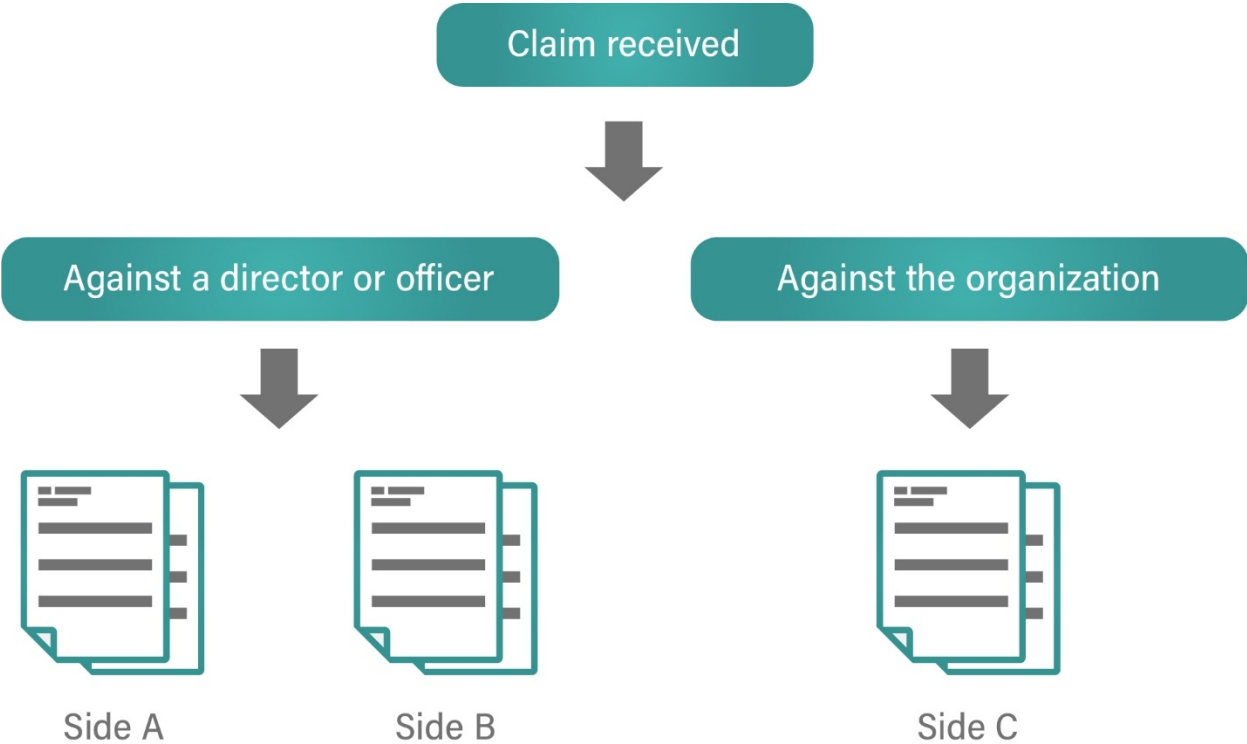 Claim received
Against a director or officer
Against the organization
Side A
Side B
Side C